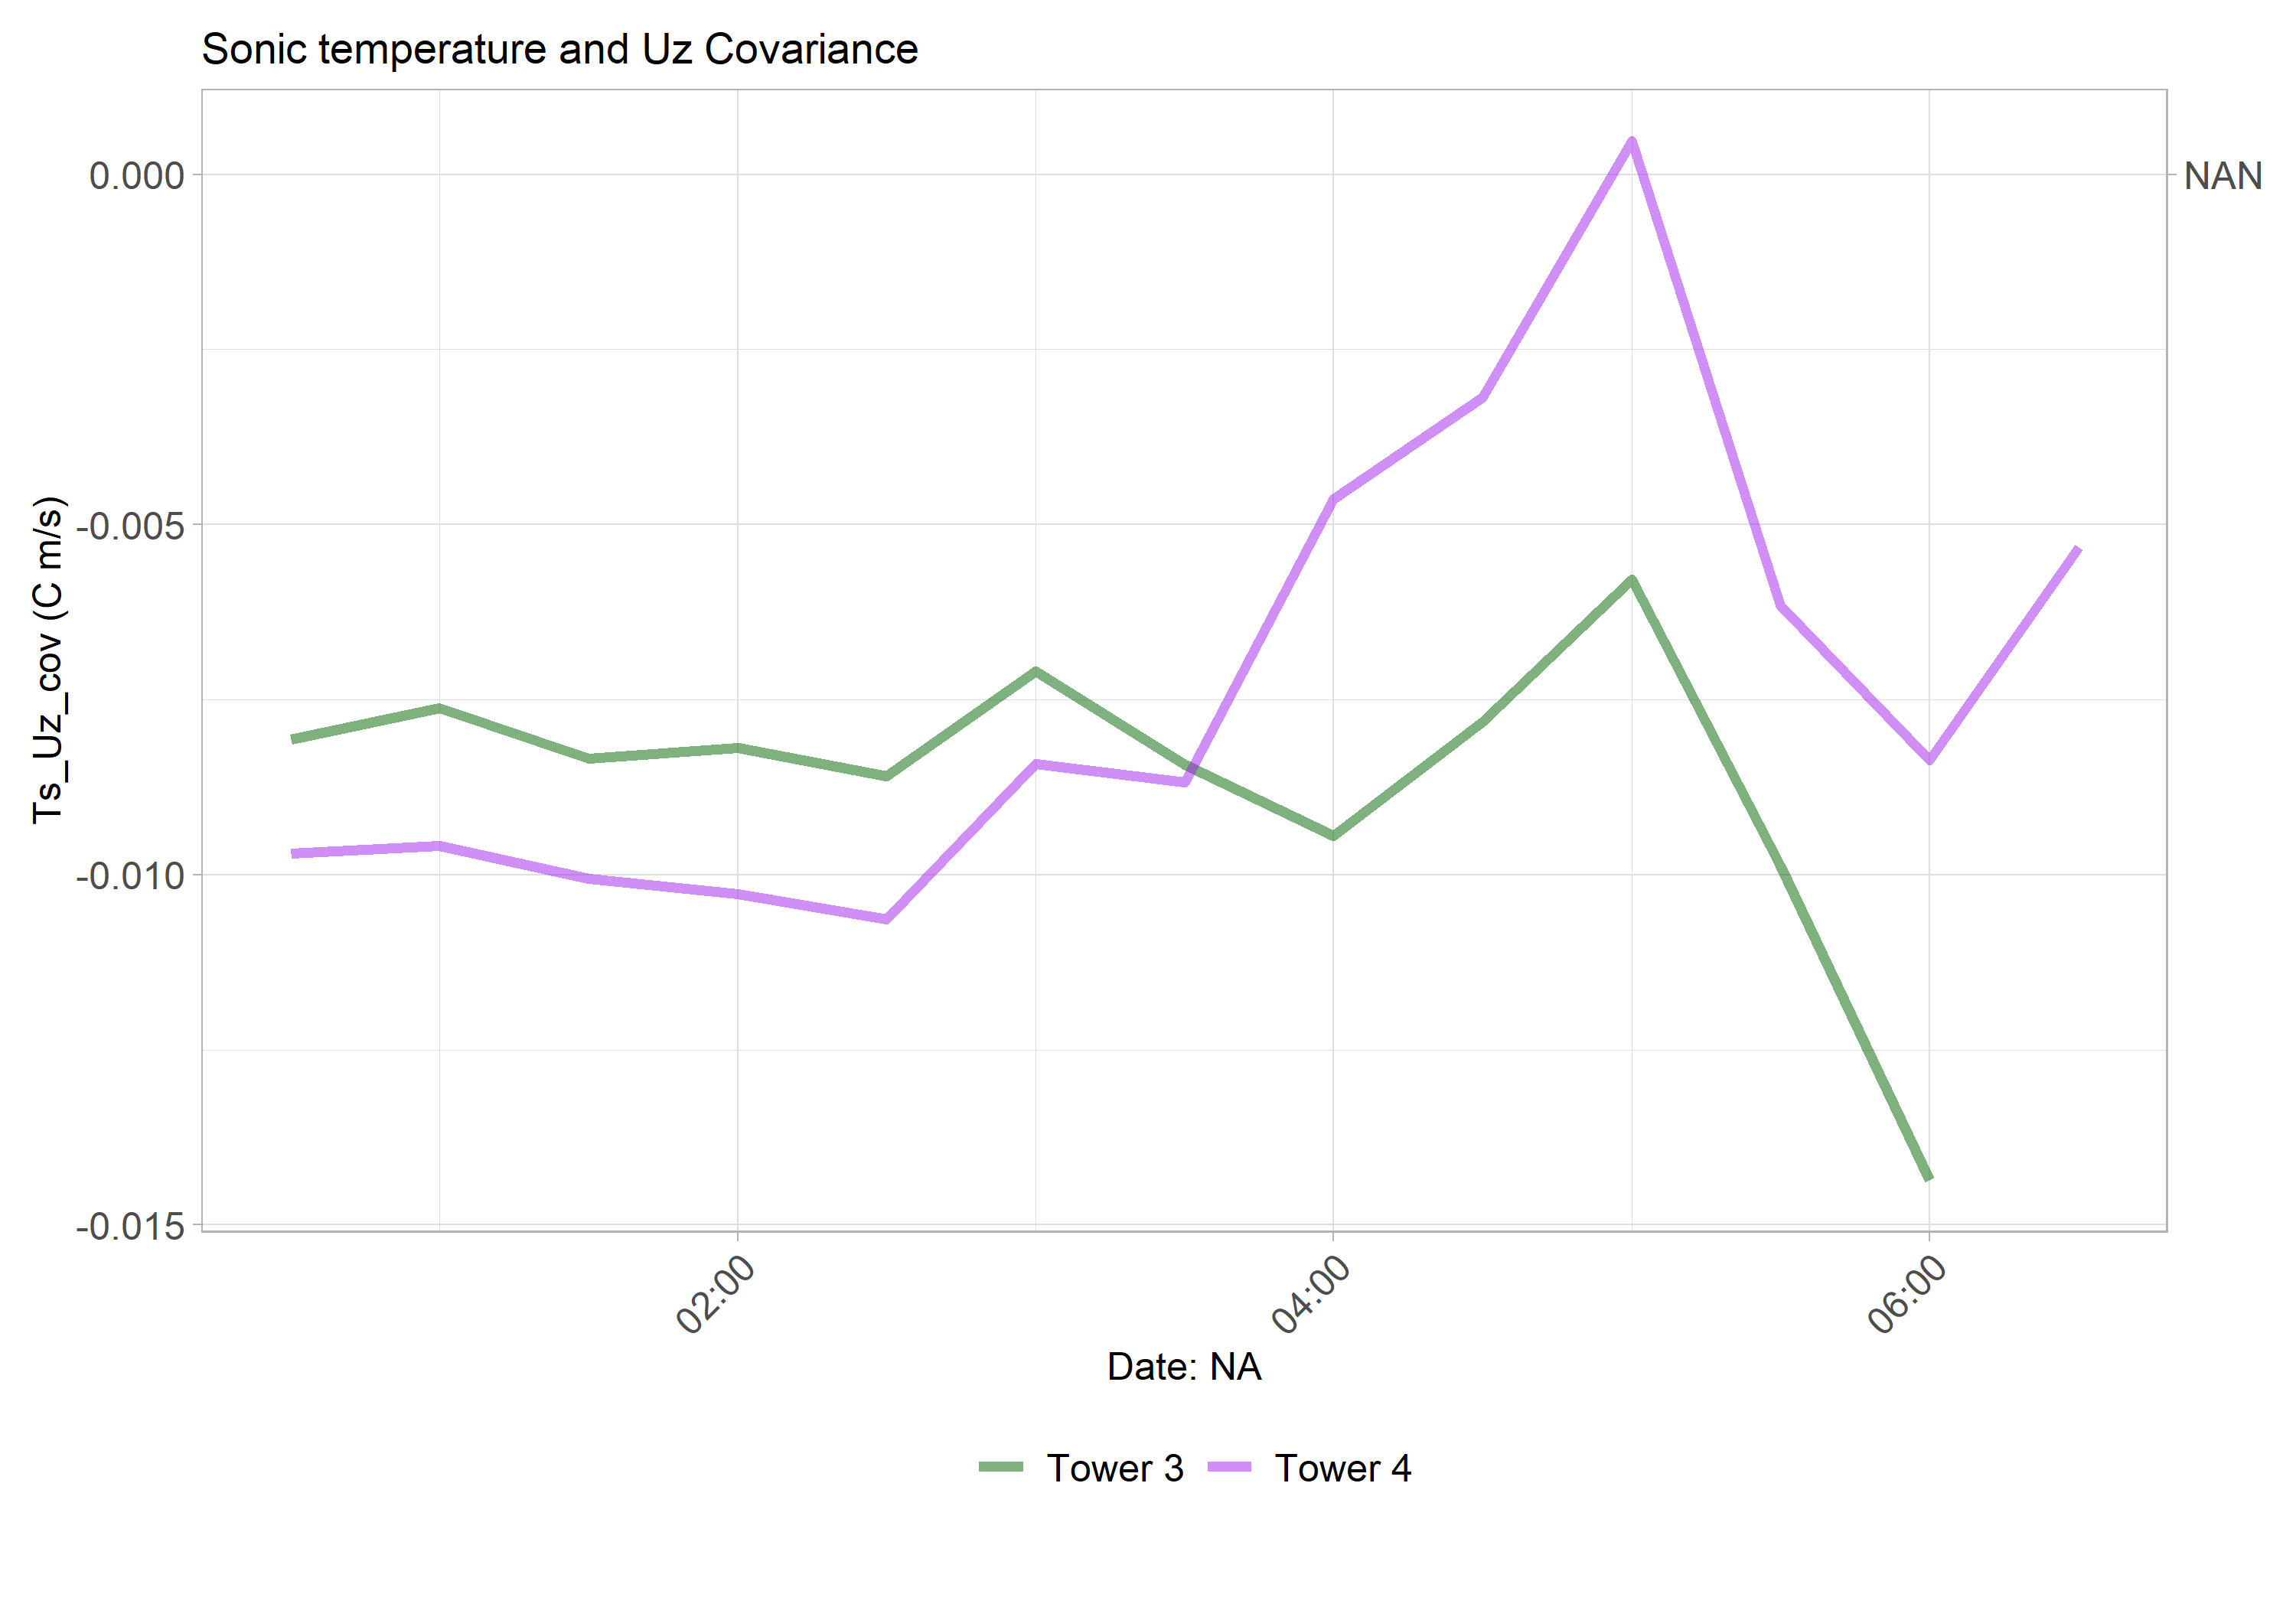 Sonic temperature and Uz Covariance
0.000
NAN
-0.005
-0.010
-0.015
Ts_Uz_cov (C m/s)
02:00
04:00
06:00
Date: NA
Tower 3
Tower 4